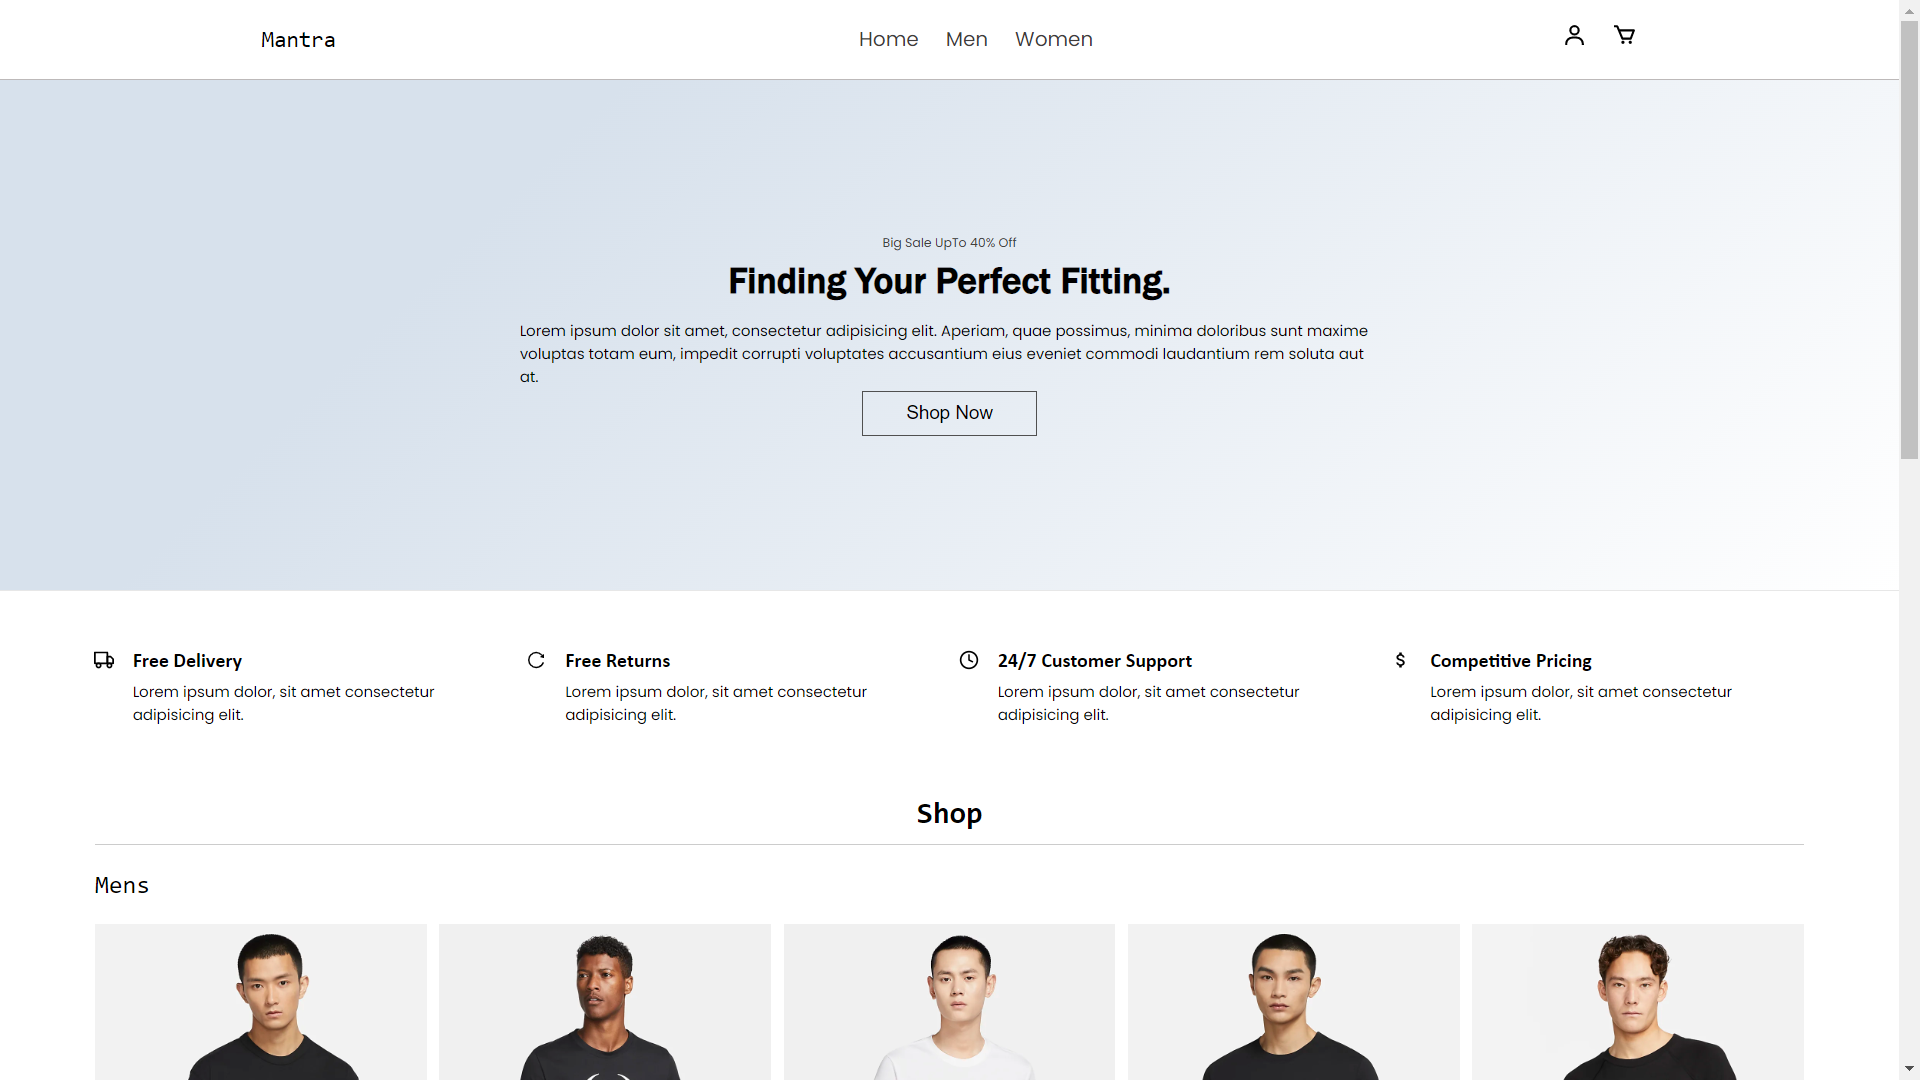 Mantra
Home Men Women
Big Sale UpTo 40% Off
Finding Your Perfect Fitting.
Lorem ipsum dolor sit amet, consectetur adipisicing elit. Aperiam, quae possimus, minima doloribus sunt maxime
voluptas totam eum, impedit corrupti voluptates accusantium eius eveniet commodi laudantium rem soluta aut
at.
Shop Now
Free Delivery
Lorem ipsum dolor, sit amet consectetur
adipisicing elit.
Free Returns
Lorem ipsum dolor, sit amet consectetur
adipisicing elit.
24/7 Customer Support
Lorem ipsum dolor, sit amet consectetur
adipisicing elit.
Competitive Pricing
Lorem ipsum dolor, sit amet consectetur
adipisicing elit.
Shop
Mens